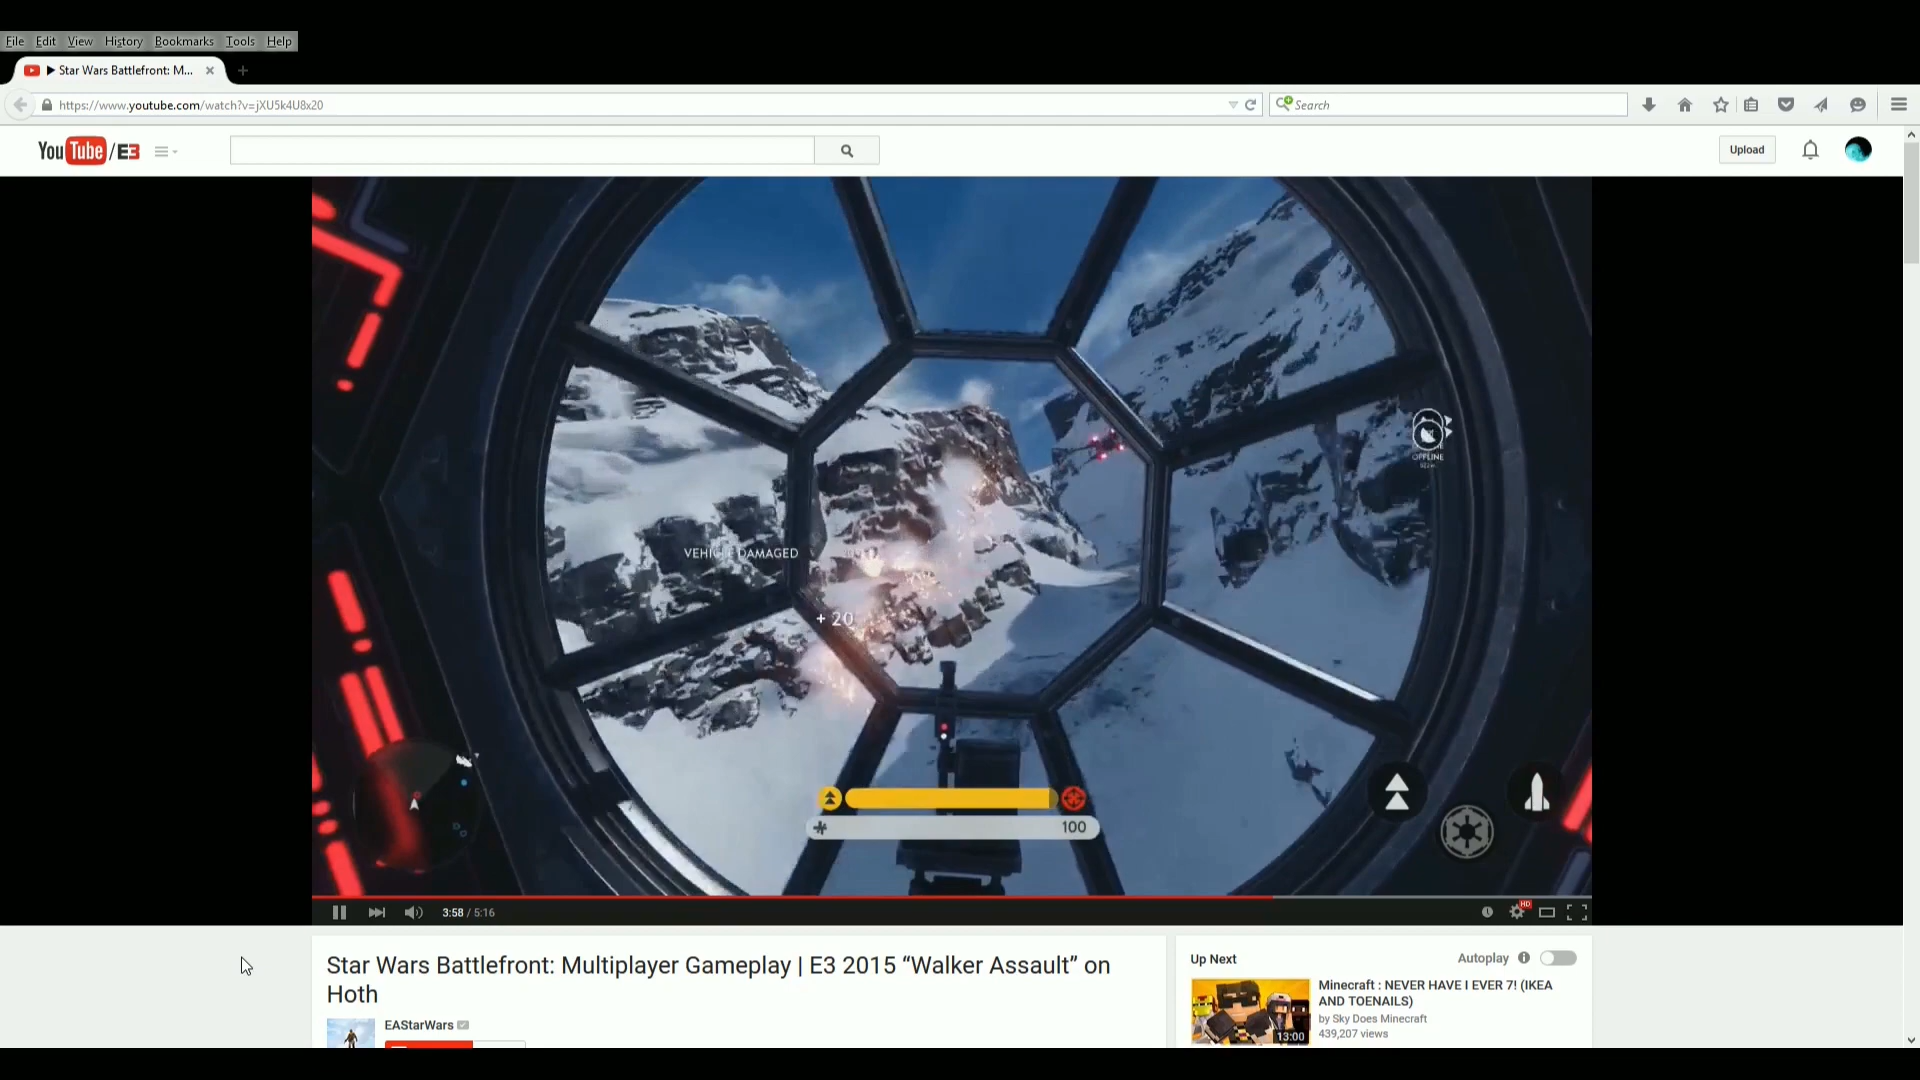 File Edit View History Bookmarks Tools Help
Star Wars Battlefront: M...
https://www.youtube.com/watch?v=jXU5k4U8x20
Search
YouTube /E3
Upload
OFFLINE
VEHICLE DAMAGED
+ 20
100
3:58 / 5:16
HD
Star Wars Battlefront: Multiplayer Gameplay | E3 2015 “Walker Assault” on
Hoth
EAStarWars
Up Next
Autoplay
Minecraft : NEVER HAVE I EVER 7! (IKEA
AND TOENAILS)
by Sky Does Minecraft
439,207 views
13:00